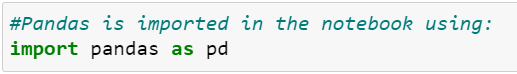 #Pandas is imported in the notebook using:
import pandas as pd